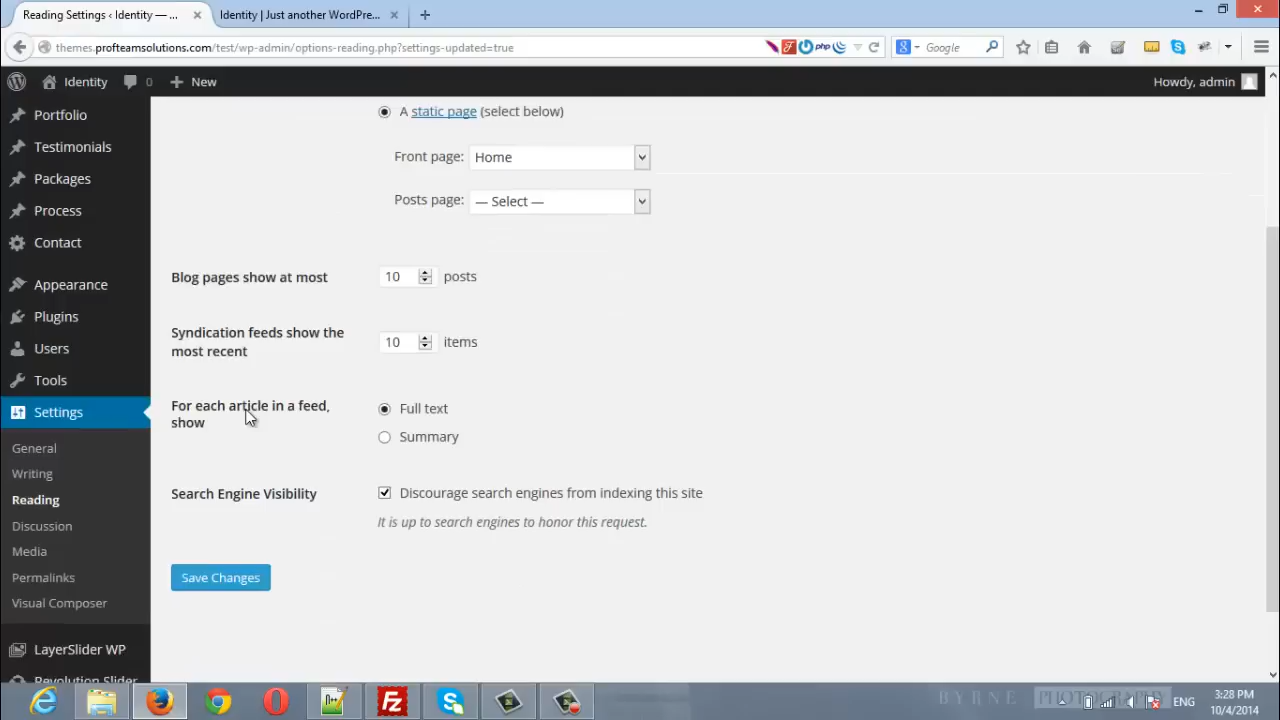 Reading Settings ‹ Identity — ...
Identity | Just another WordPre...
themes.profteamsolutions.com/test/wp-admin/options-reading.php?settings-updated=true
php
Google
Identity
0
New
Howdy, admin
Portfolio
Testimonials
Packages
Process
Contact
Appearance
Plugins
Users
Tools
Settings
General
Writing
Reading
Discussion
Media
Permalinks
Visual Composer
LayerSlider WP
Revolution Slider
A static page (select below)
Front page: Home
Posts page: — Select —
Blog pages show at most 10 posts
Syndication feeds show the
most recent
10 items
For each article in a feed,
show
Full text
Summary
Search Engine Visibility
Discourage search engines from indexing this site
It is up to search engines to honor this request.
Save Changes
BYRNE PHOTOGRAPHY
ENG
3:28 PM
10/4/2014